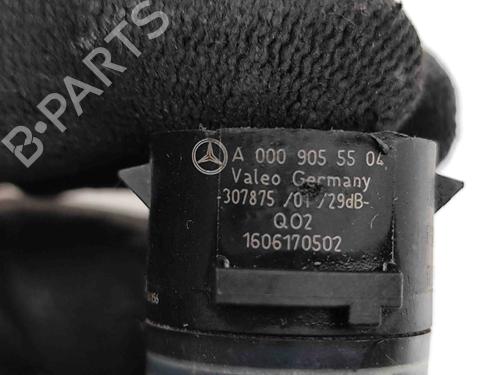 B-PARTS
A 000 905 55 04
Valeo Germany
-307875 /01 /29dB-
Q02
1606170502